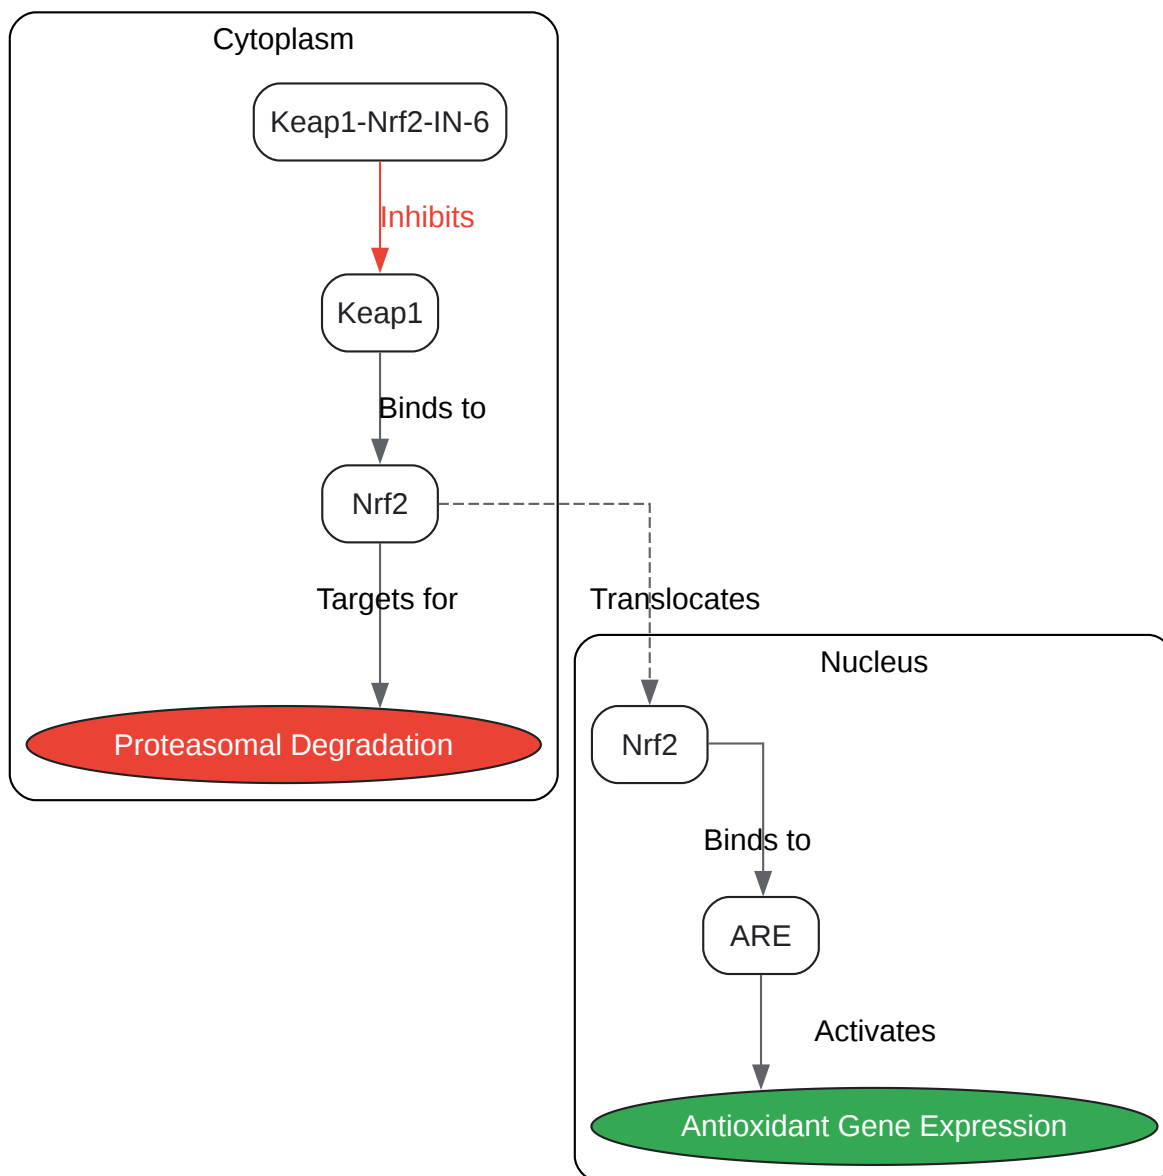 Cytoplasm
Keap1-Nrf2-IN-6
Inhibits
Keap1
Binds to
Nrf2
Targets for
Translocates
Proteasomal Degradation
Nucleus
Nrf2
Binds to
ARE
Activates
Antioxidant Gene Expression